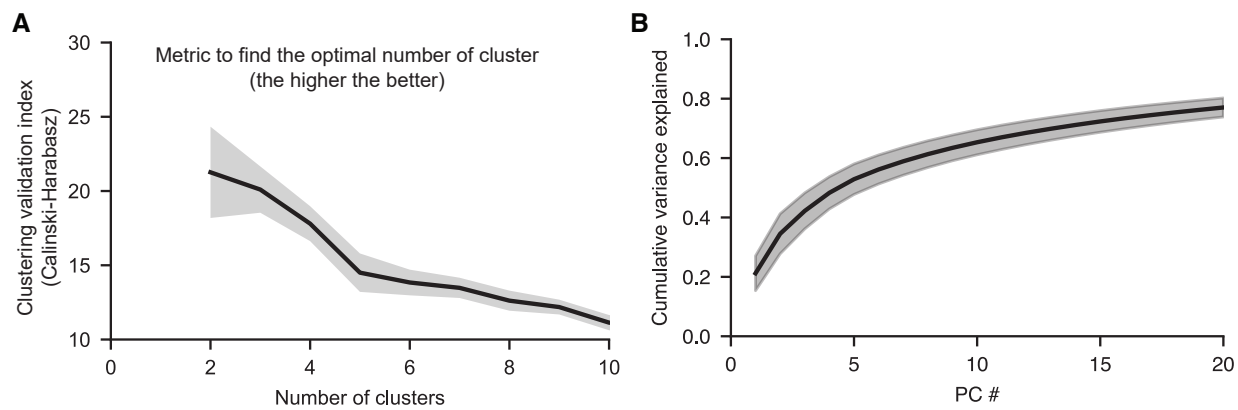 A
Metric to find the optimal number of cluster
(the higher the better)
Clustering validation index
(Calinski-Harabasz)
30
25
20
15
10
0
2
4
6
8
10
Number of clusters
B
Cumulative variance explained
1.0
0.8
0.6
0.4
0.2
0.0
0
5
10
15
20
PC #